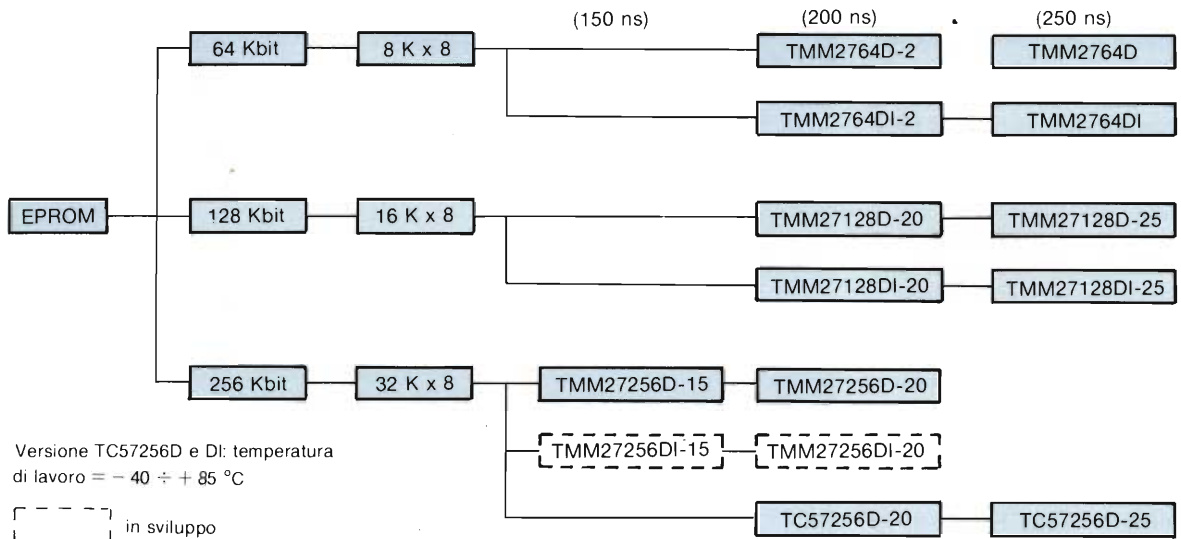 (150 ns) (200 ns) (250 ns)
64 Kbit 8 K x 8 TMM2764D-2 TMM2764D
TMM2764DI-2 TMM2764DI
EPROM 128 Kbit 16 K x 8 TMM27128D-20 TMM27128D-25
TMM27128DI-20 TMM27128DI-25
256 Kbit 32 K x 8 TMM27256D-15 TMM27256D-20
TMM27256DI-15 TMM27256DI-20
Versione TC57256D e DI: temperatura
di lavoro = − 40 ÷ + 85 °C
TC57256D-20 TC57256D-25
in sviluppo